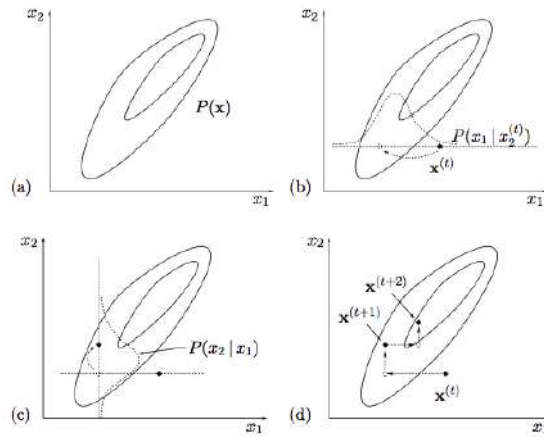 x₂
P(x)
(a)
x₁
x₂
P(x₁ | x₂⁽ᵗ⁾)
x⁽ᵗ⁾
(b)
x₁
x₂
P(x₂ | x₁)
(c)
x₁
x₂
x⁽ᵗ⁺²⁾
x⁽ᵗ⁺¹⁾
x⁽ᵗ⁾
(d)
x